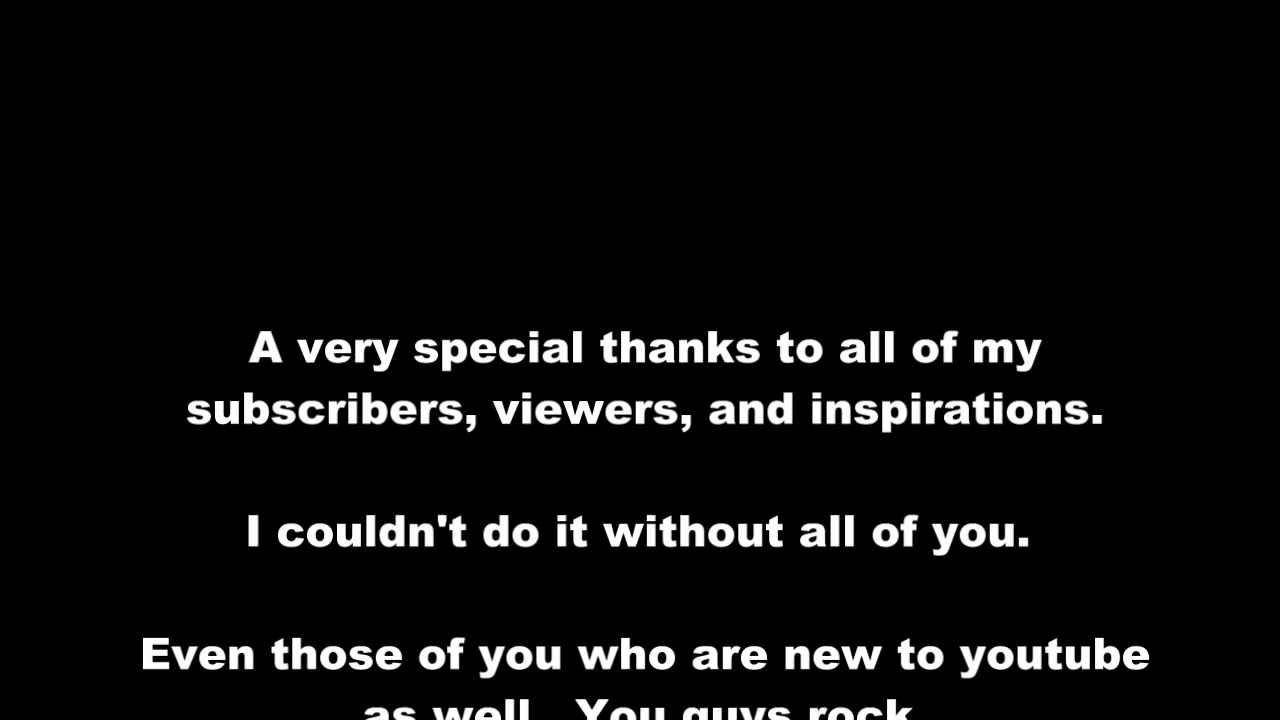 A very special thanks to all of my
subscribers, viewers, and inspirations.
I couldn't do it without all of you.
Even those of you who are new to youtube
as well. You guys rock